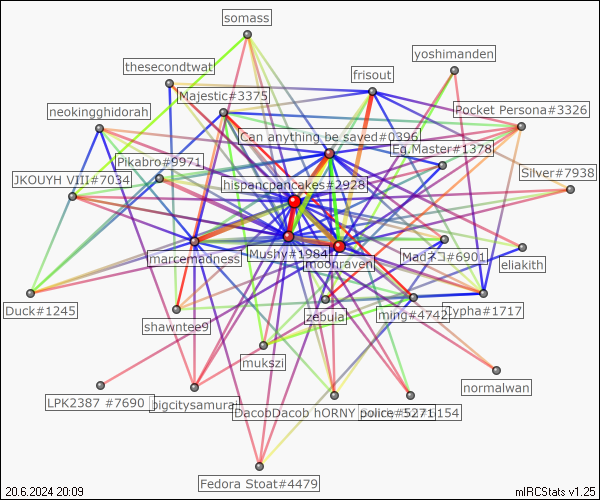 somass
yoshimanden
thesecondtwat
frisout
Majestic#3375
neokingghidorah
Pocket Persona#3326
Can anything be saved#0396
Eg.Master#1378
Pikabro#9971
JKOUYH VIII#7034
Silver#7938
hispancpancakes#2928
Mushy#1984
marcemadness
moonraven
Madネコ#6901
eliakith
Duck#1245
shawntee9
zebulai
ming#4742
Cypha#1717
mukszi
normalwan
LPK2387 #7690
bigcitysamurai
DacobDacob hORNY
police#5271
154
Fedora Stoat#4479
20.6.2024 20:09
mIRCStats v1.25